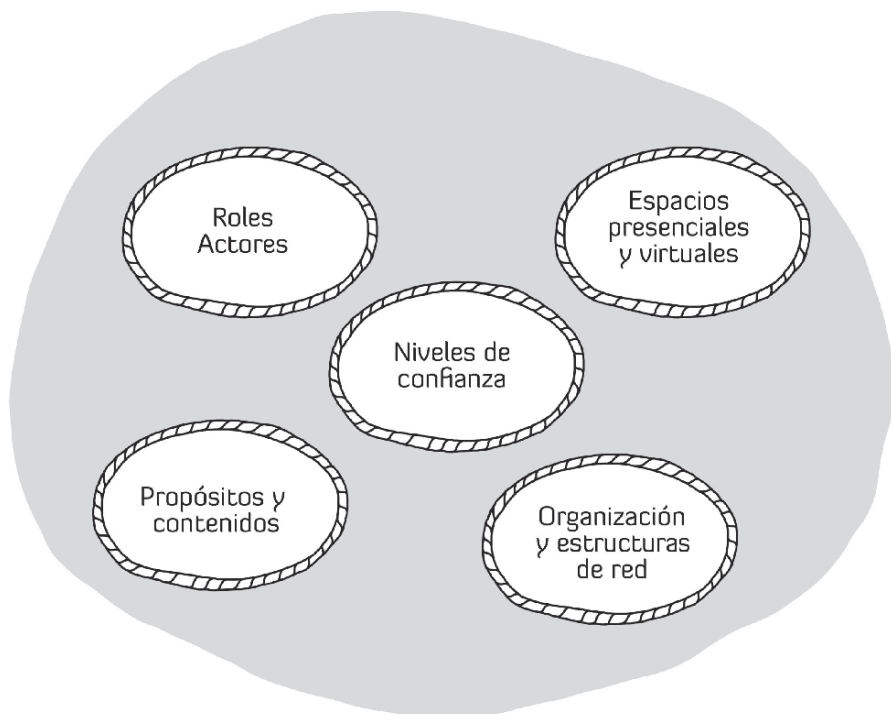 Roles
Actores
Espacios
presenciales
y virtuales
Niveles de
confianza
Propósitos y
contenidos
Organización
y estructuras
de red